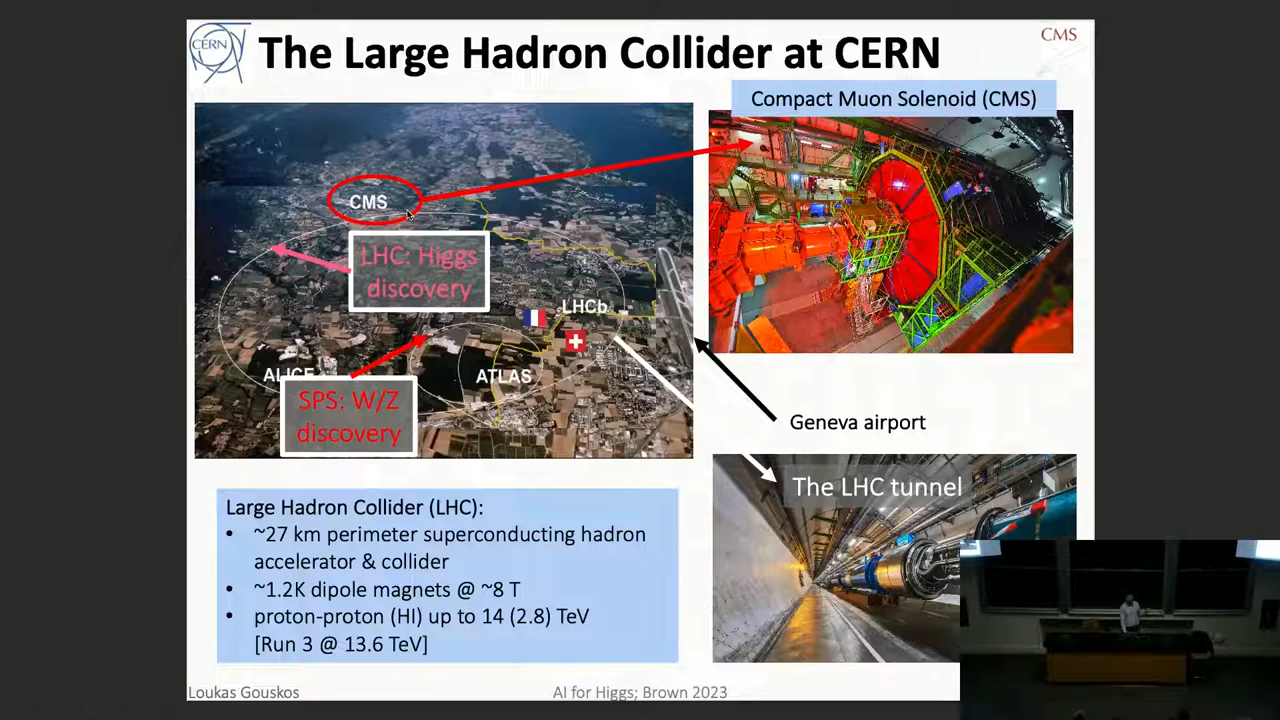 CERN
The Large Hadron Collider at CERN
CMS
Compact Muon Solenoid (CMS)
CMS
LHC: Higgs
discovery
LHCb
ALICE
ATLAS
SPS: W/Z
discovery
Geneva airport
The LHC tunnel
Large Hadron Collider (LHC):
• ~27 km perimeter superconducting hadron
accelerator & collider
• ~1.2K dipole magnets @ ~8 T
• proton-proton (HI) up to 14 (2.8) TeV
[Run 3 @ 13.6 TeV]
Loukas Gouskos
AI for Higgs; Brown 2023